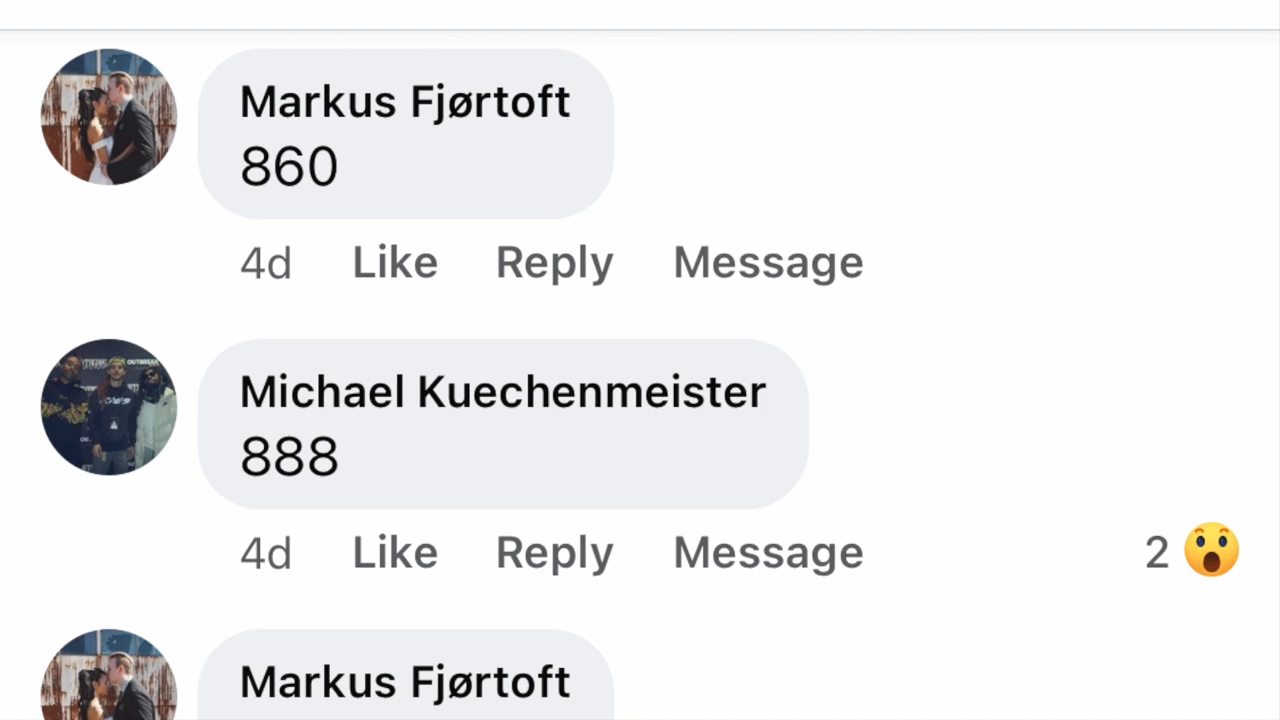 Markus Fjørtoft
860
4d Like Reply Message
Michael Kuechenmeister
888
4d Like Reply Message 2
Markus Fjørtoft